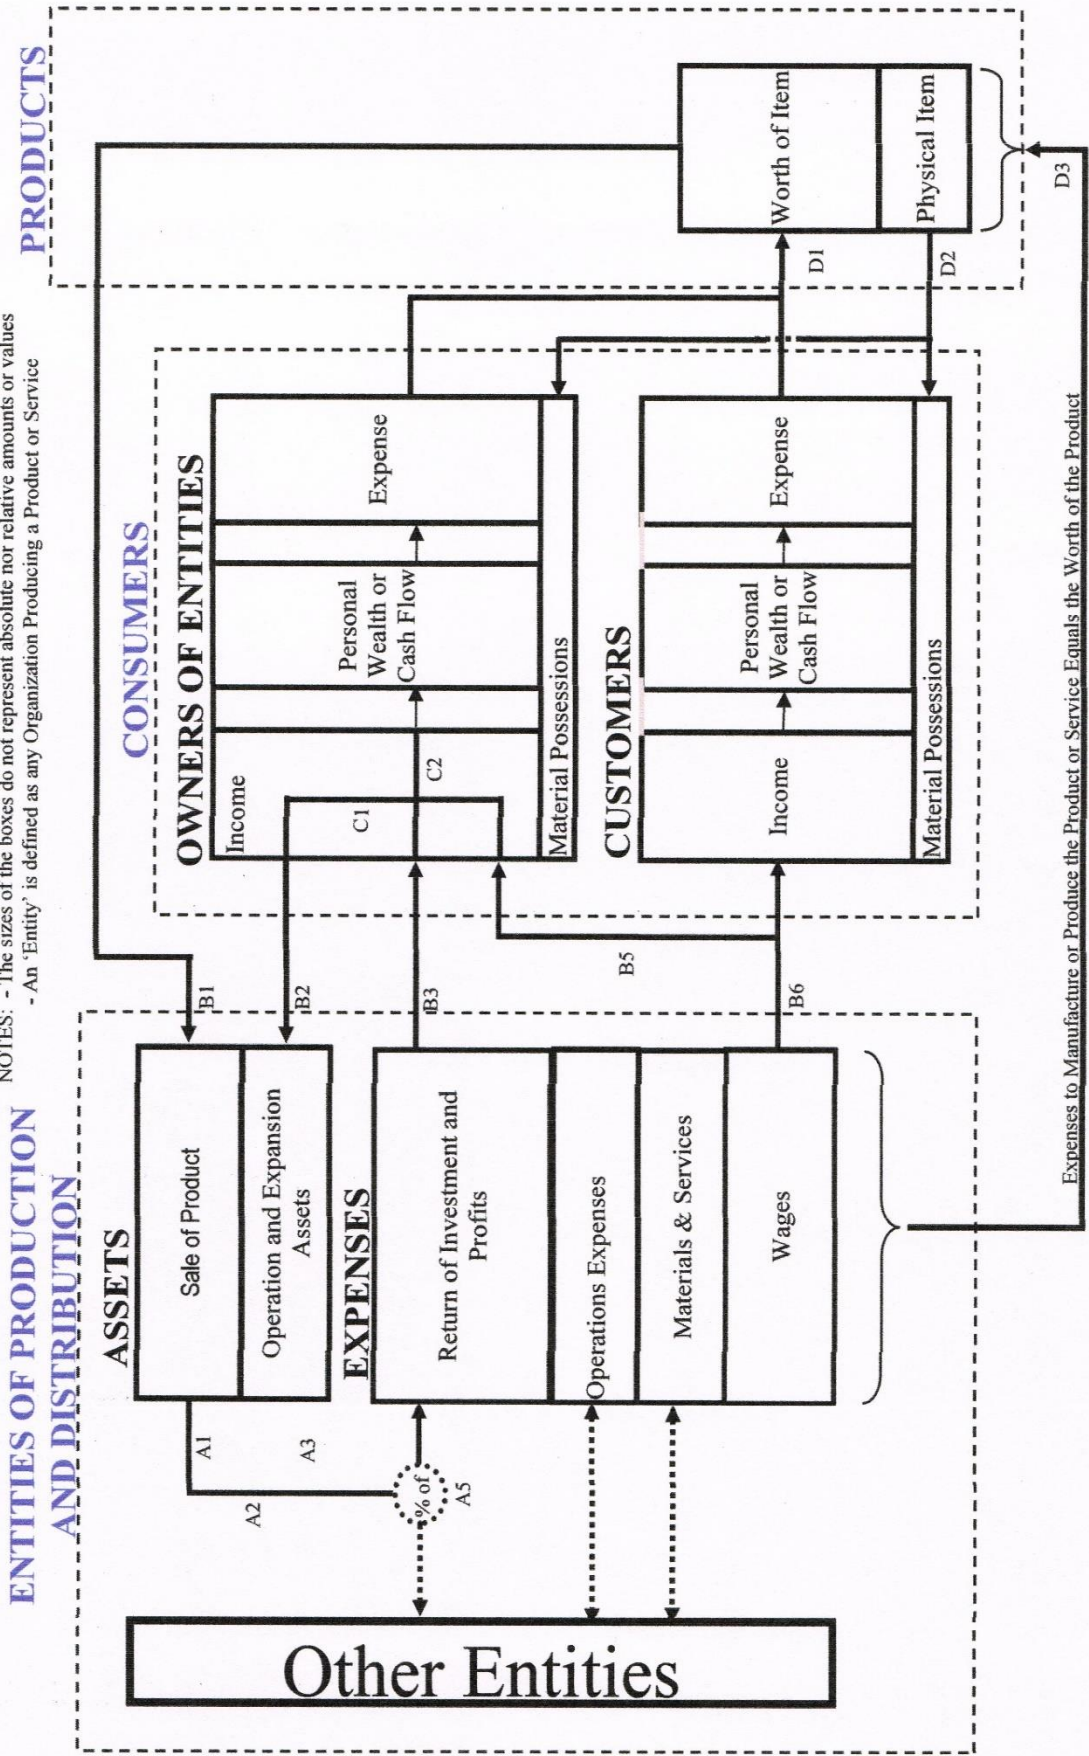 NOTES: - The sizes of the boxes do not represent absolute nor relative amounts or values
- An ‘Entity’ is defined as any Organization Producing a Product or Service
ENTITIES OF PRODUCTION
AND DISTRIBUTION
Other Entities
A1
A2
A3
% of
A5
ASSETS
Sale of Product
Operation and Expansion
Assets
EXPENSES
Return of Investment and
Profits
Operations Expenses
Materials & Services
Wages
B1
B2
B3
B5
B6
CONSUMERS
OWNERS OF ENTITIES
Income
C1
C2
Personal
Wealth or
Cash Flow
Expense
Material Possessions
CUSTOMERS
Income
Personal
Wealth or
Cash Flow
Expense
Material Possessions
PRODUCTS
Worth of Item
Physical Item
D1
D2
D3
Expenses to Manufacture or Produce the Product or Service Equals the Worth of the Product